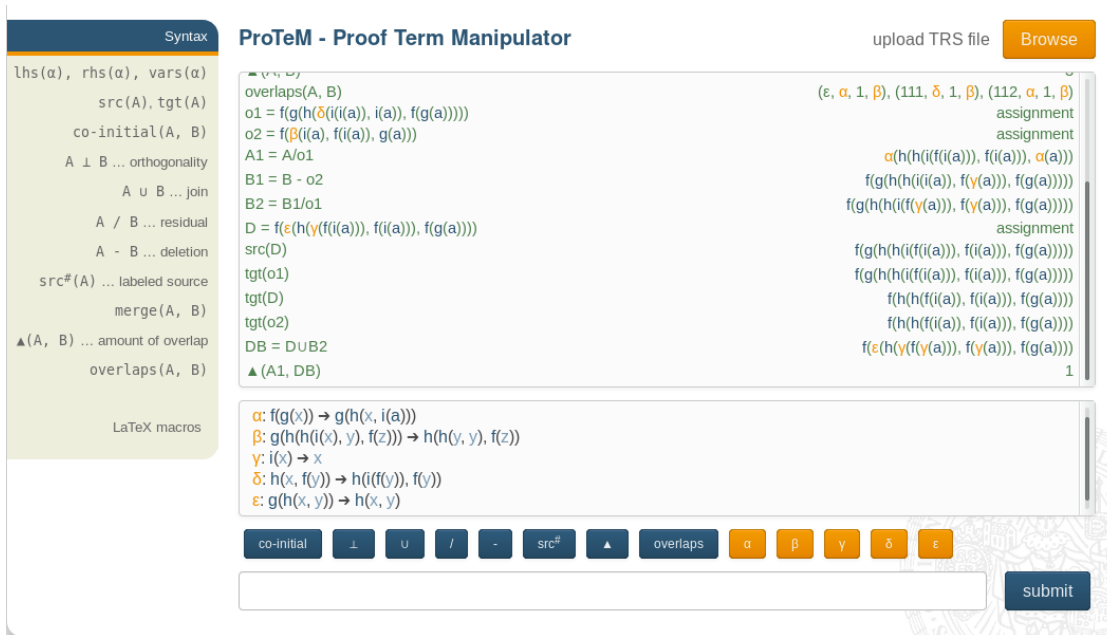 Syntax
lhs(α), rhs(α), vars(α)
src(A), tgt(A)
co-initial(A, B)
A ⊥ B ... orthogonality
A ∪ B ... join
A / B ... residual
A - B ... deletion
src#(A) ... labeled source
merge(A, B)
▲(A, B) ... amount of overlap
overlaps(A, B)
LaTeX macros
ProTeM - Proof Term Manipulator
upload TRS file Browse
▲(A, B) 3
overlaps(A, B) (ε, α, 1, β), (111, δ, 1, β), (112, α, 1, β)
o1 = f(g(h(δ(i(i(a)), i(a)), f(g(a))))) assignment
o2 = f(β(i(a), f(i(a)), g(a))) assignment
A1 = A/o1 α(h(h(i(f(i(a))), f(i(a))), α(a)))
B1 = B - o2 f(g(h(h(i(i(a)), f(γ(a))), f(g(a)))))
B2 = B1/o1 f(g(h(h(i(f(γ(a))), f(γ(a))), f(g(a)))))
D = f(ε(h(γ(f(i(a))), f(i(a))), f(g(a)))) assignment
src(D) f(g(h(h(i(f(i(a))), f(i(a))), f(g(a)))))
tgt(o1) f(g(h(h(i(f(i(a))), f(i(a))), f(g(a)))))
tgt(D) f(h(h(f(i(a)), f(i(a))), f(g(a))))
tgt(o2) f(h(h(f(i(a)), f(i(a))), f(g(a))))
DB = D∪B2 f(ε(h(γ(f(γ(a))), f(γ(a))), f(g(a))))
▲(A1, DB) 1
α: f(g(x)) → g(h(x, i(a)))
β: g(h(h(i(x), y), f(z))) → h(h(y, y), f(z))
γ: i(x) → x
δ: h(x, f(y)) → h(i(f(y)), f(y))
ε: g(h(x, y)) → h(x, y)
co-initial ⊥ ∪ / - src# ▲ overlaps α β γ δ ε
submit